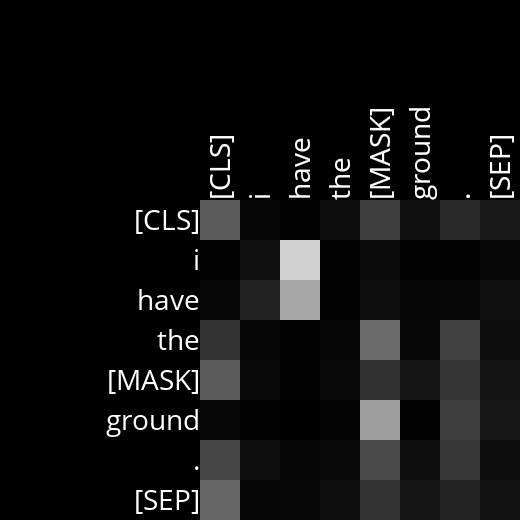 [CLS] i have the [MASK] ground . [SEP]
[CLS]
i
have
the
[MASK]
ground
.
[SEP]